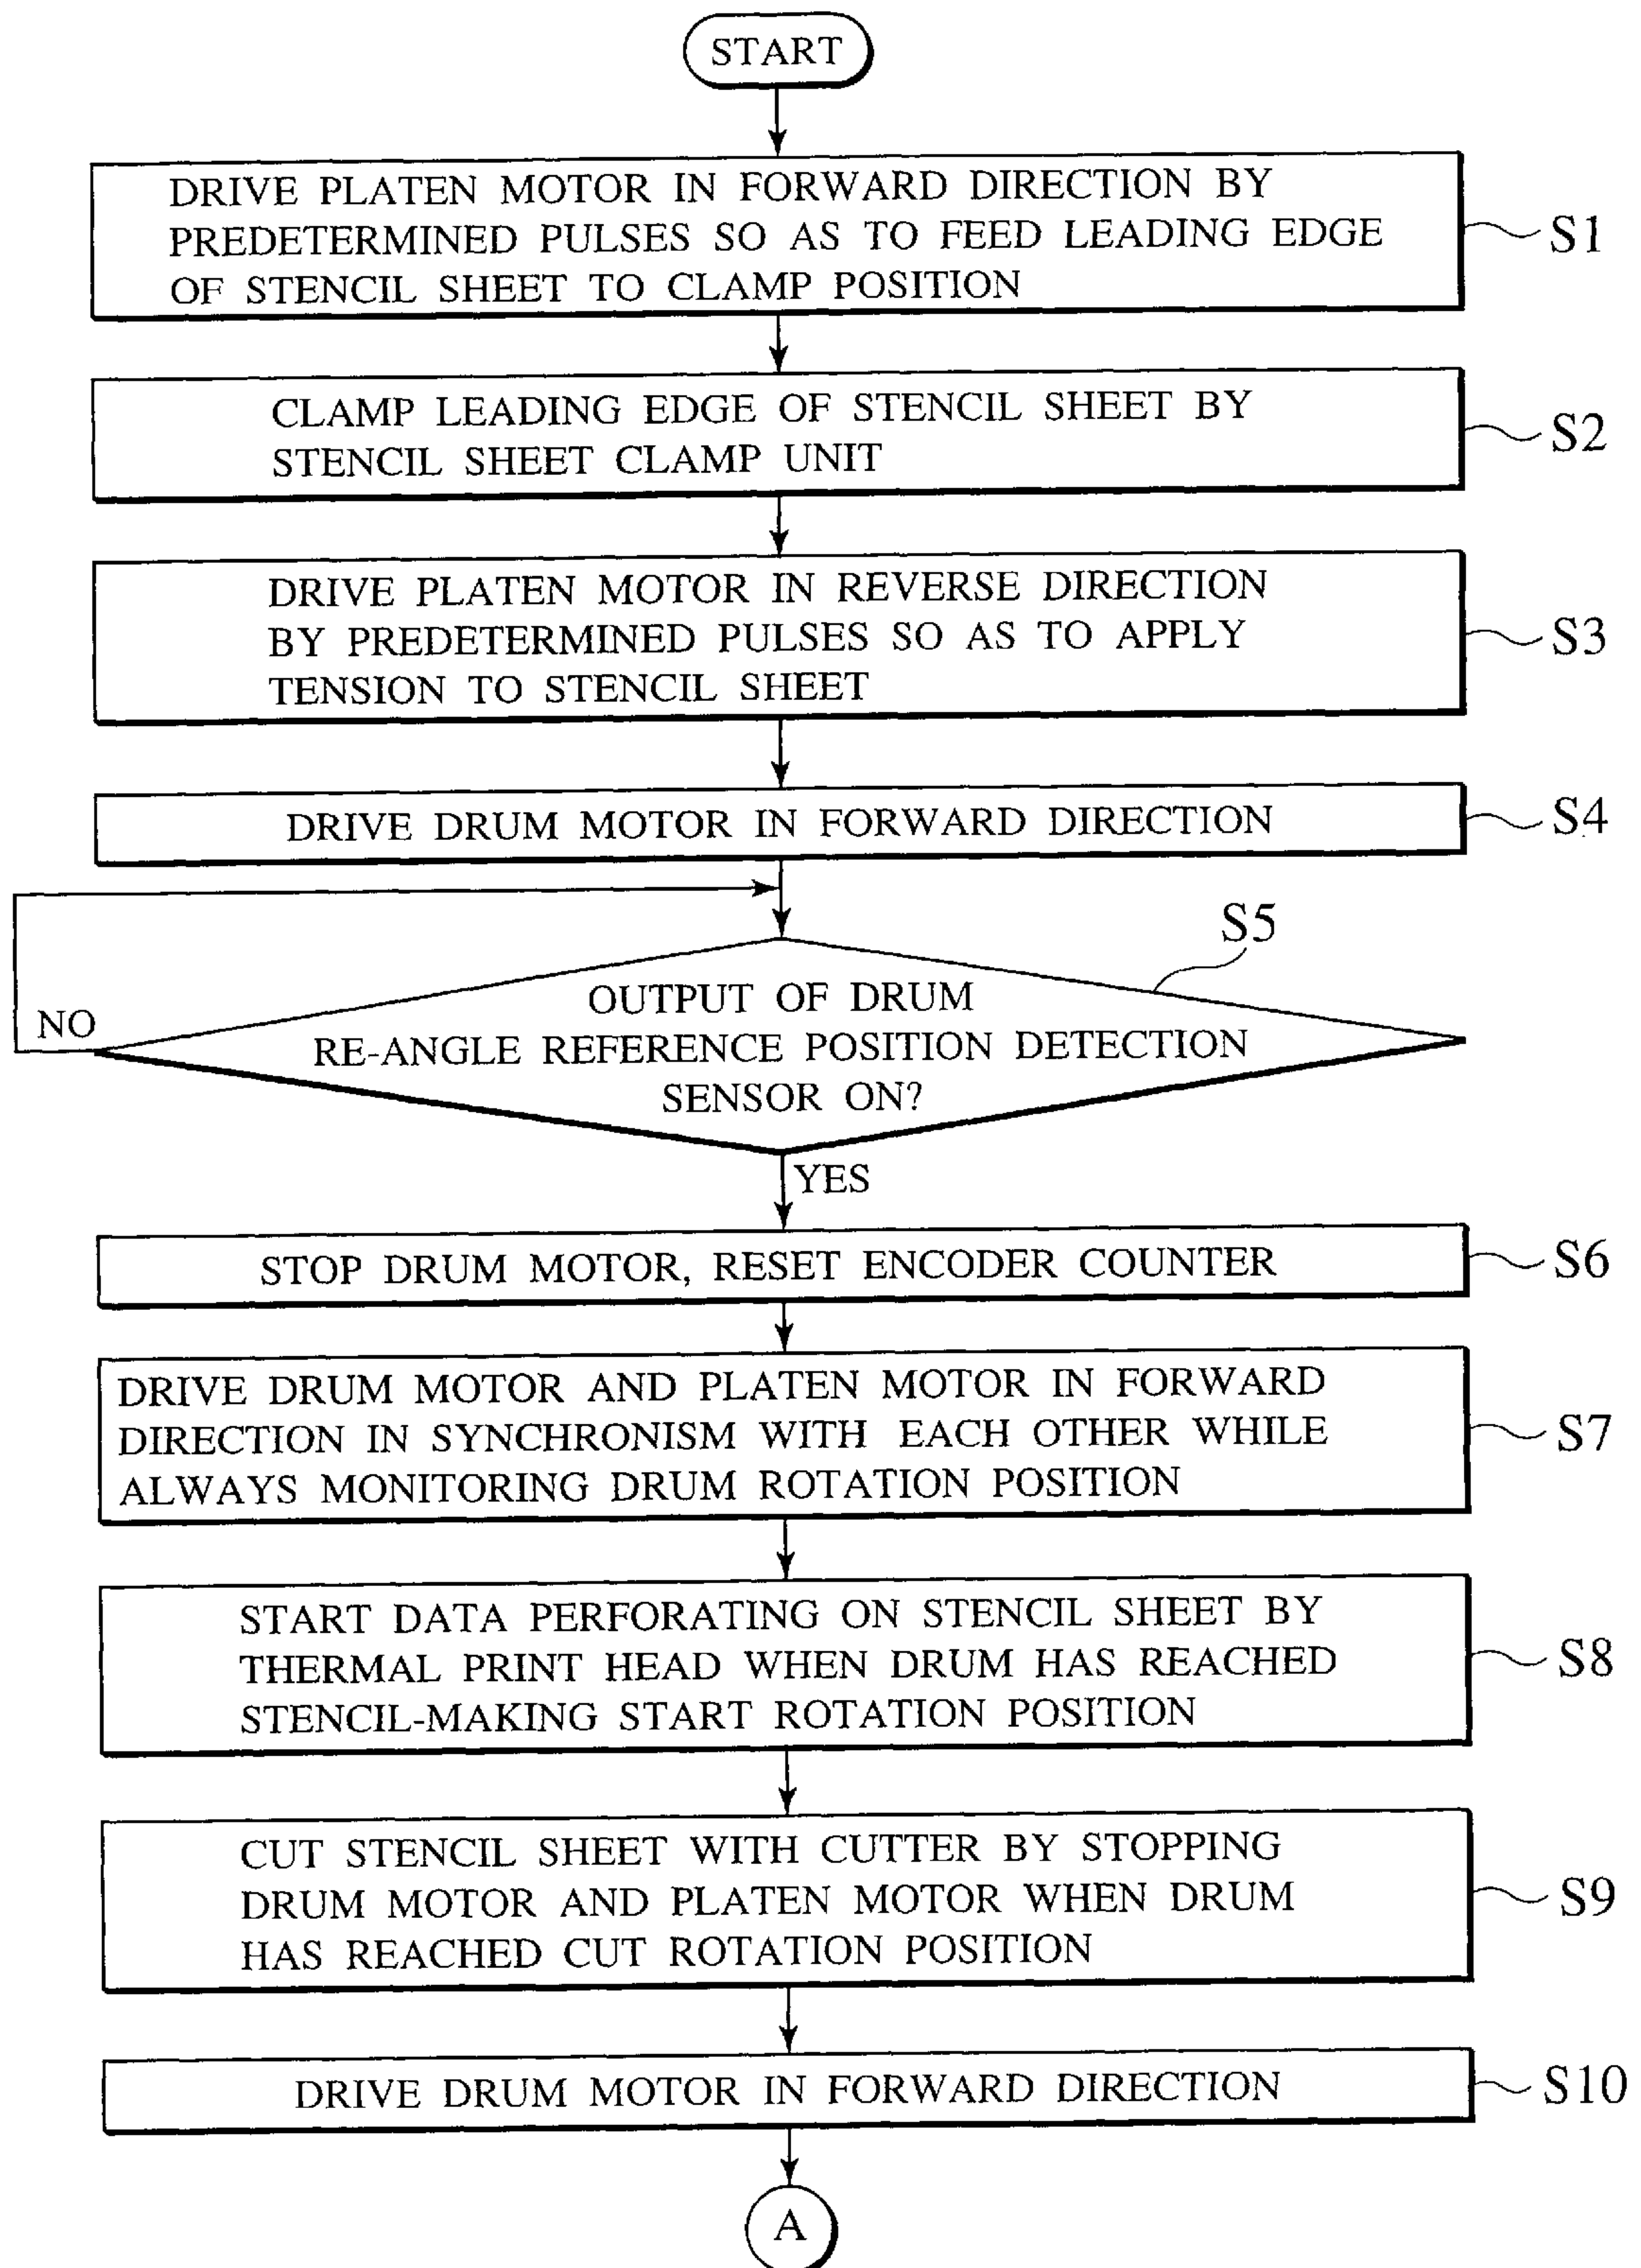 START
DRIVE PLATEN MOTOR IN FORWARD DIRECTION BY
PREDETERMINED PULSES SO AS TO FEED LEADING EDGE
OF STENCIL SHEET TO CLAMP POSITION
S1
CLAMP LEADING EDGE OF STENCIL SHEET BY
STENCIL SHEET CLAMP UNIT
S2
DRIVE PLATEN MOTOR IN REVERSE DIRECTION
BY PREDETERMINED PULSES SO AS TO APPLY
TENSION TO STENCIL SHEET
S3
DRIVE DRUM MOTOR IN FORWARD DIRECTION
S4
S5
OUTPUT OF DRUM
RE-ANGLE REFERENCE POSITION DETECTION
SENSOR ON?
NO
YES
STOP DRUM MOTOR, RESET ENCODER COUNTER
S6
DRIVE DRUM MOTOR AND PLATEN MOTOR IN FORWARD
DIRECTION IN SYNCHRONISM WITH EACH OTHER WHILE
ALWAYS MONITORING DRUM ROTATION POSITION
S7
START DATA PERFORATING ON STENCIL SHEET BY
THERMAL PRINT HEAD WHEN DRUM HAS REACHED
STENCIL-MAKING START ROTATION POSITION
S8
CUT STENCIL SHEET WITH CUTTER BY STOPPING
DRUM MOTOR AND PLATEN MOTOR WHEN DRUM
HAS REACHED CUT ROTATION POSITION
S9
DRIVE DRUM MOTOR IN FORWARD DIRECTION
S10
A